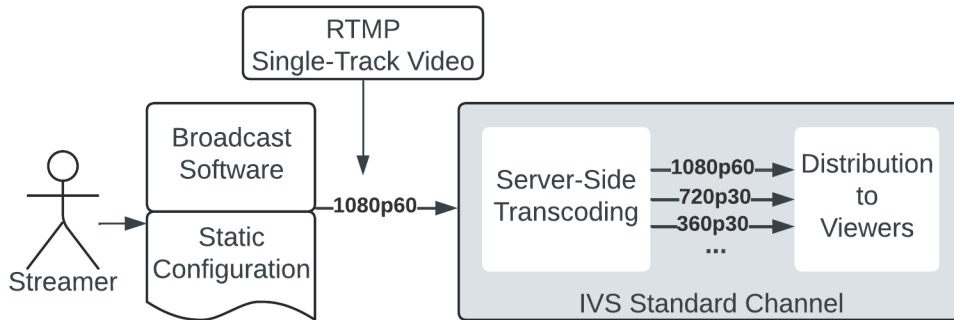 RTMP
Single-Track Video
Broadcast
Software
Static
Configuration
Streamer
1080p60
Server-Side
Transcoding
1080p60
720p30
360p30
...
Distribution
to
Viewers
IVS Standard Channel